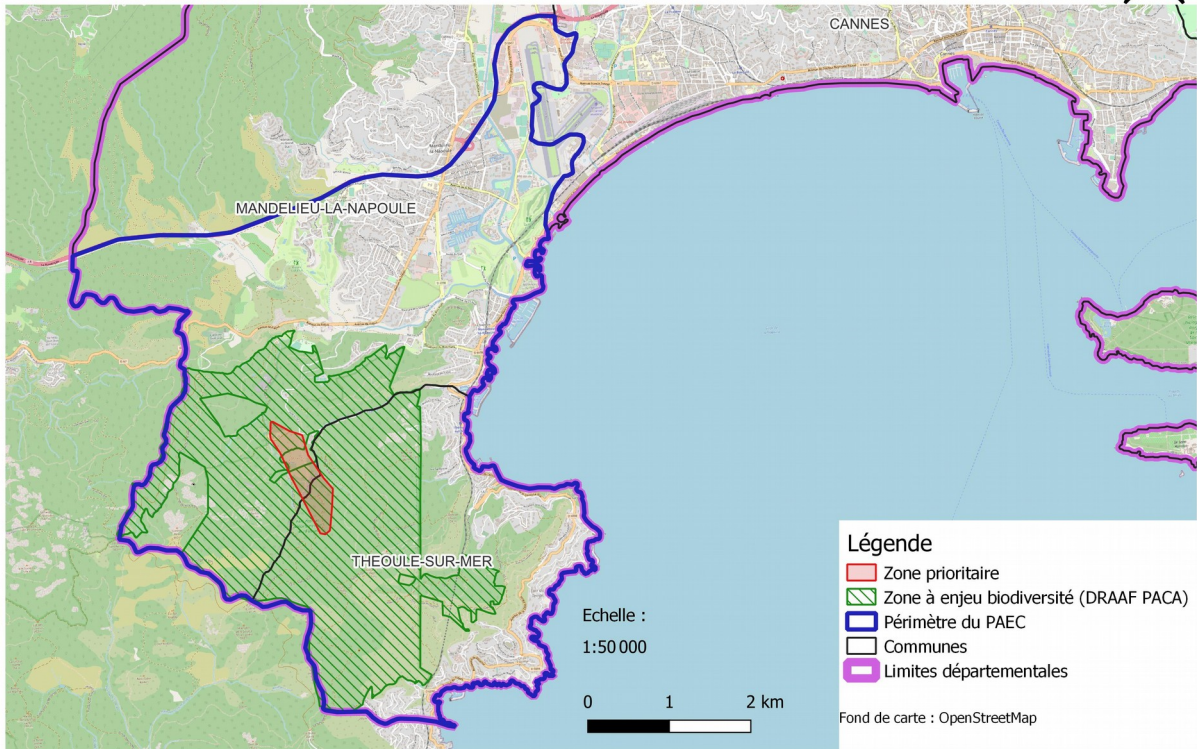 CANNES
MANDELIEU-LA-NAPOULE
THEOULE-SUR-MER
Echelle :
1:50 000
0 1 2 km
Légende
Zone prioritaire
Zone à enjeu biodiversité (DRAAF PACA)
Périmètre du PAEC
Communes
Limites départementales
Fond de carte : OpenStreetMap